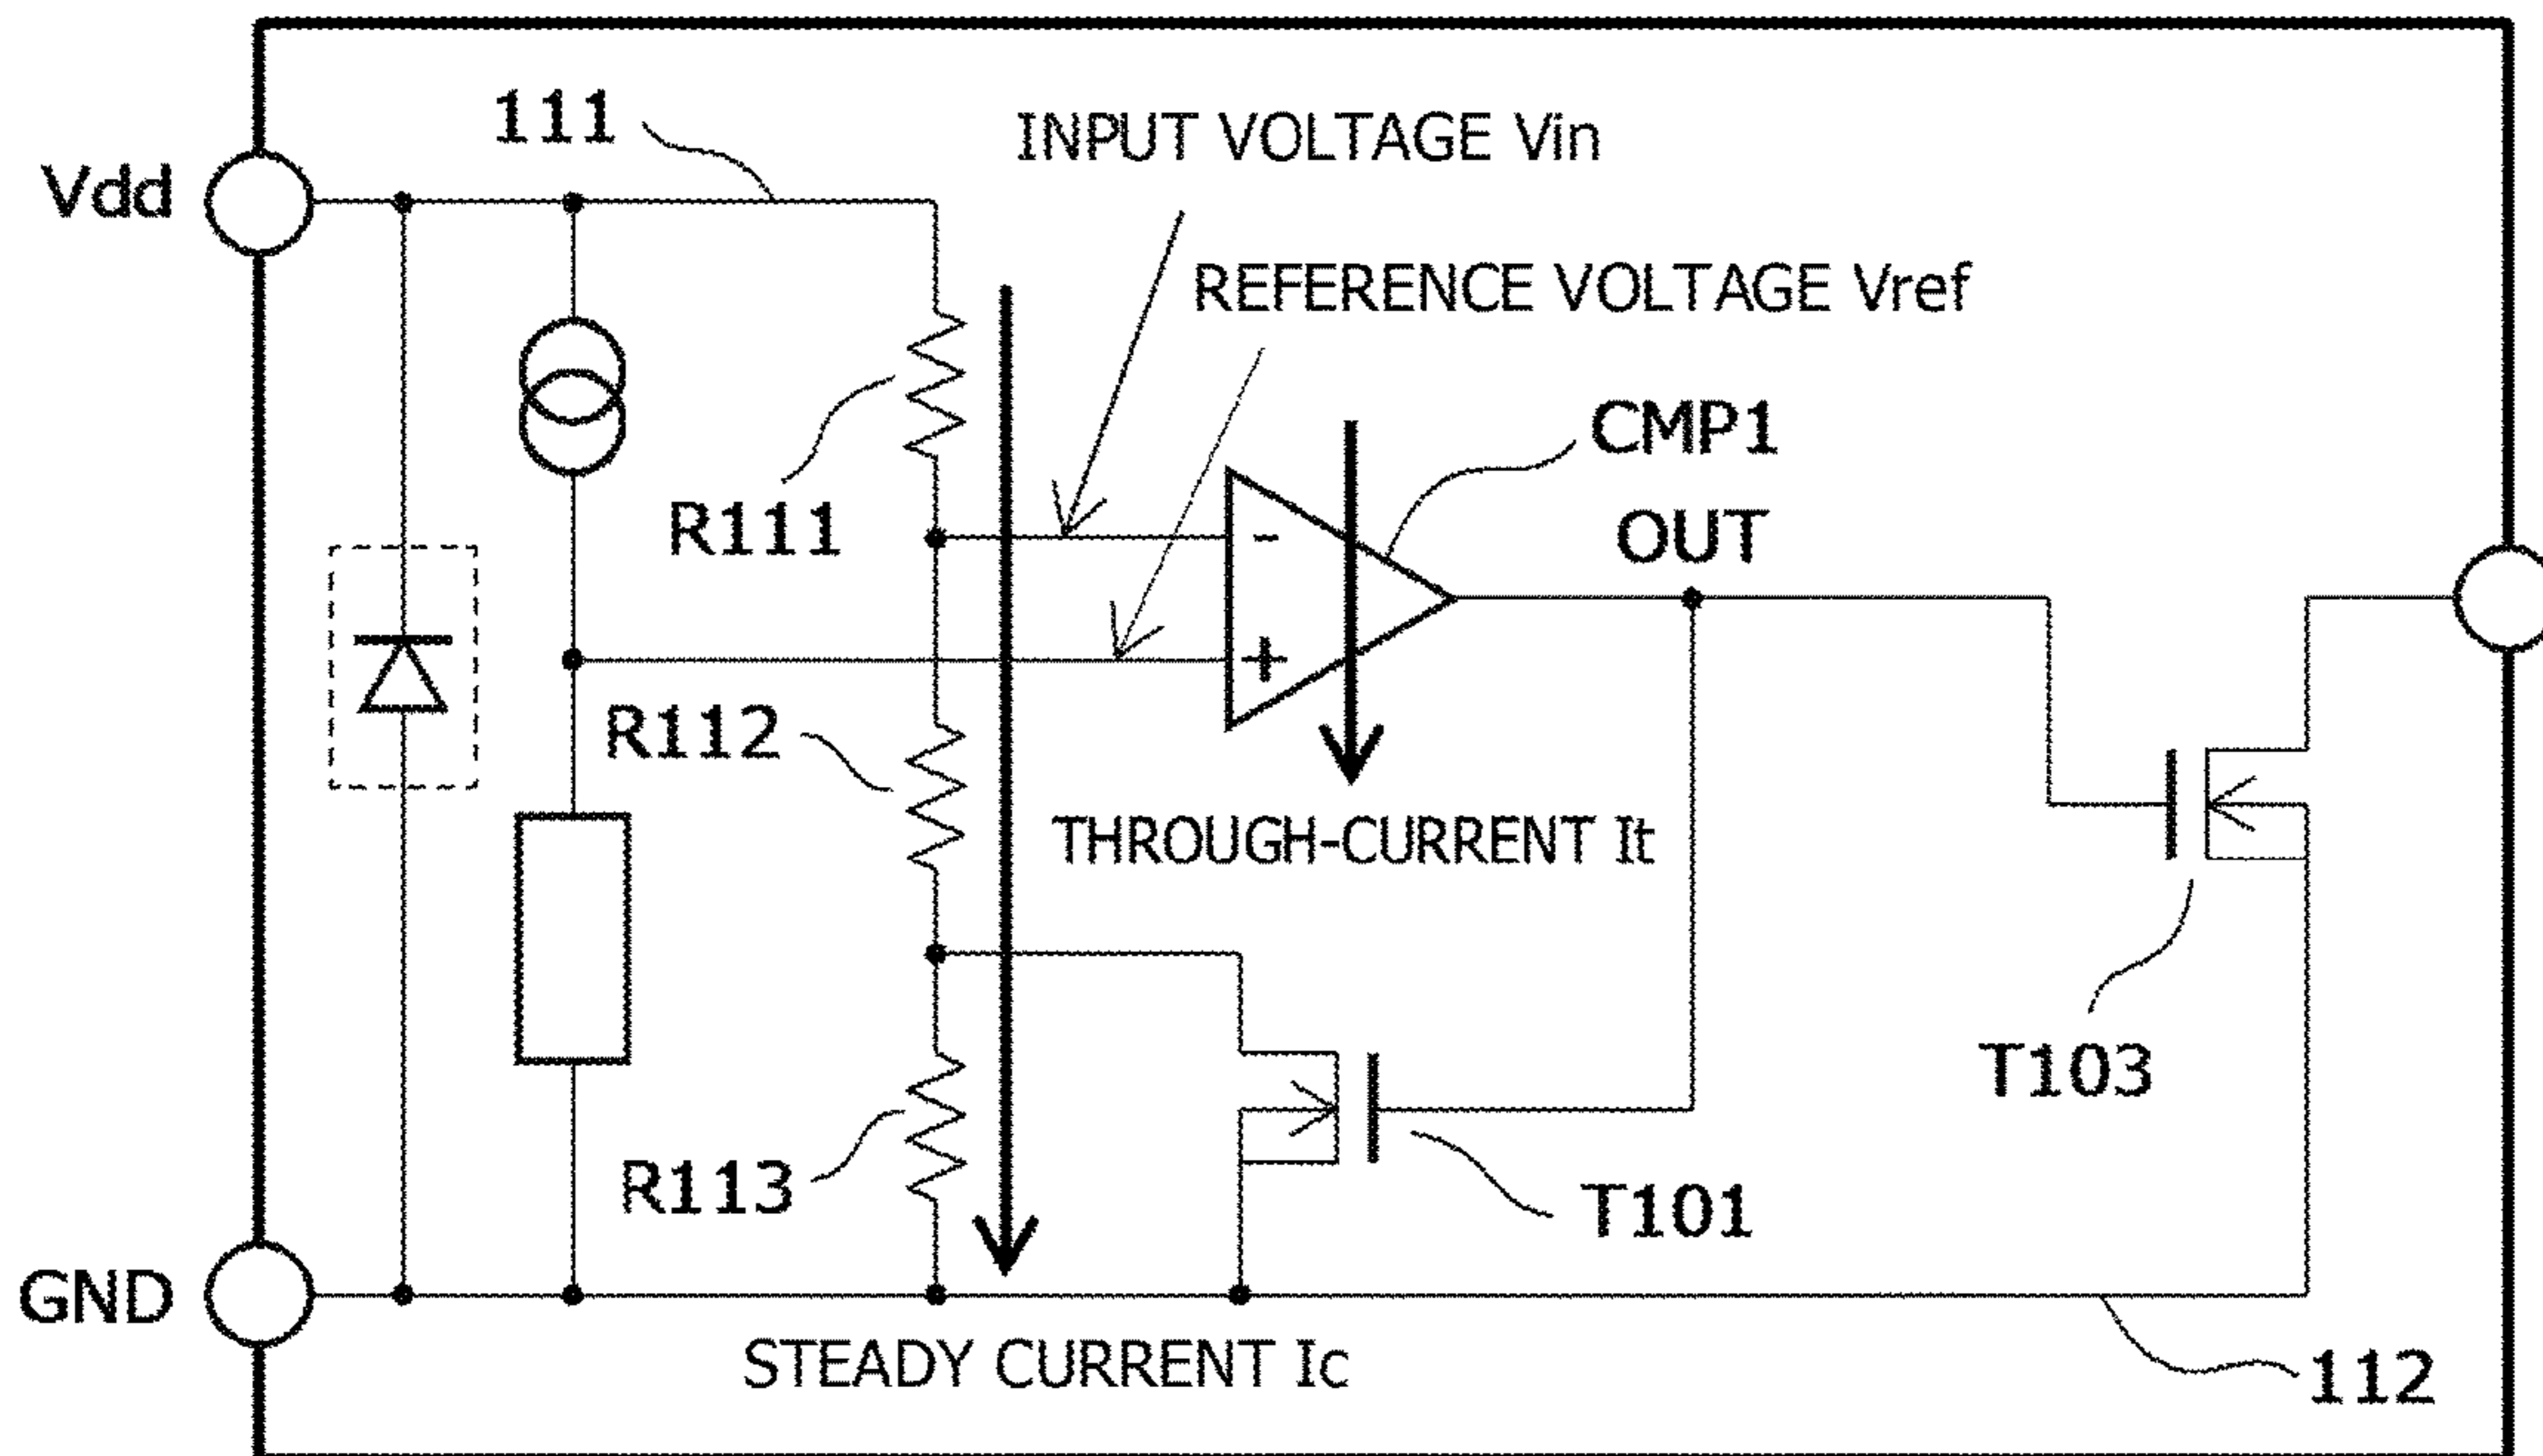 111
INPUT VOLTAGE Vin
Vdd
REFERENCE VOLTAGE Vref
CMP1
R111
OUT
-
+
R112
THROUGH-CURRENT It
T103
R113
T101
GND
STEADY CURRENT Ic
112